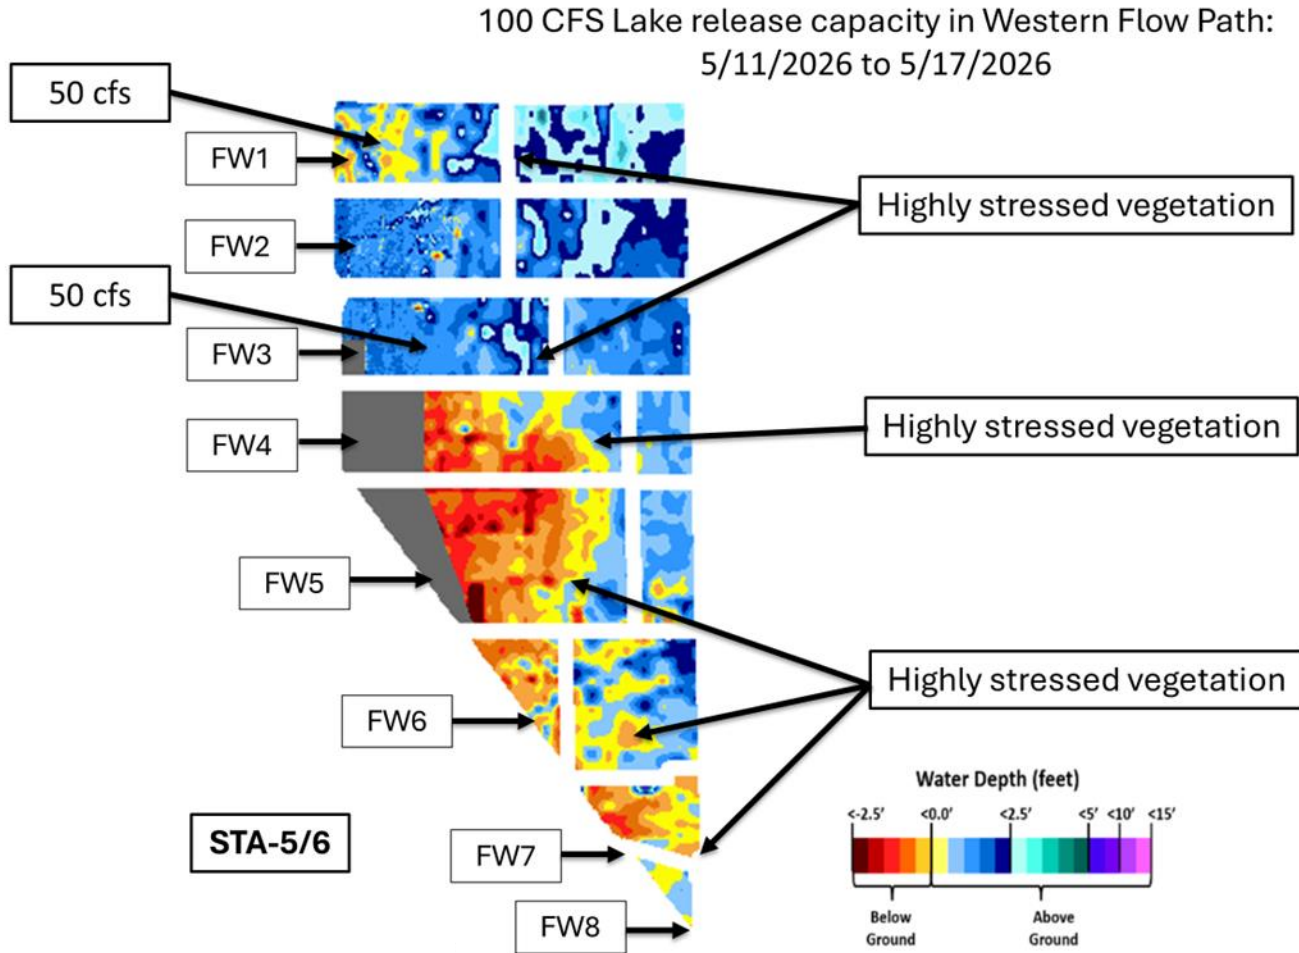 100 CFS Lake release capacity in Western Flow Path:
5/11/2026 to 5/17/2026
50 cfs
FW1
Highly stressed vegetation
FW2
50 cfs
FW3
Highly stressed vegetation
FW4
FW5
Highly stressed vegetation
FW6
STA-5/6
FW7
FW8
Water Depth (feet)
<-2.5' <0.0' <2.5' <5' <10' <15'
Below
Ground
Above
Ground